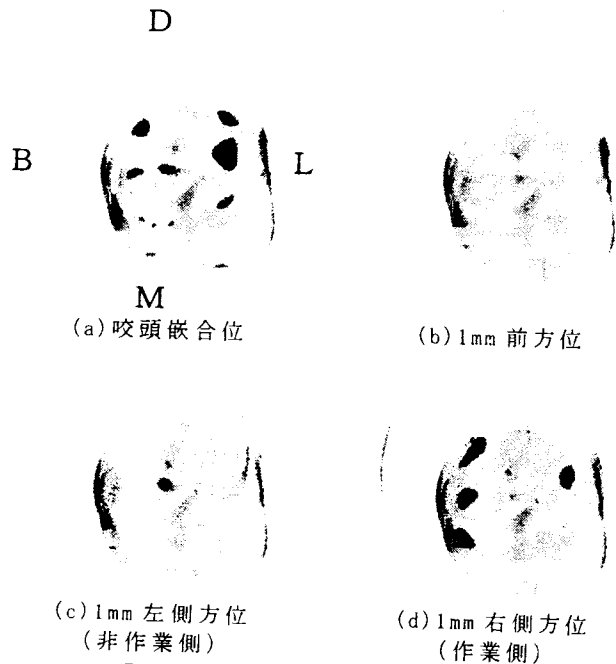 D
B
L
M
(a)咬頭嵌合位
(b)1mm 前方位
(c)1mm 左側方位
(非作業側)
(d)1mm 右側方位
(作業側)